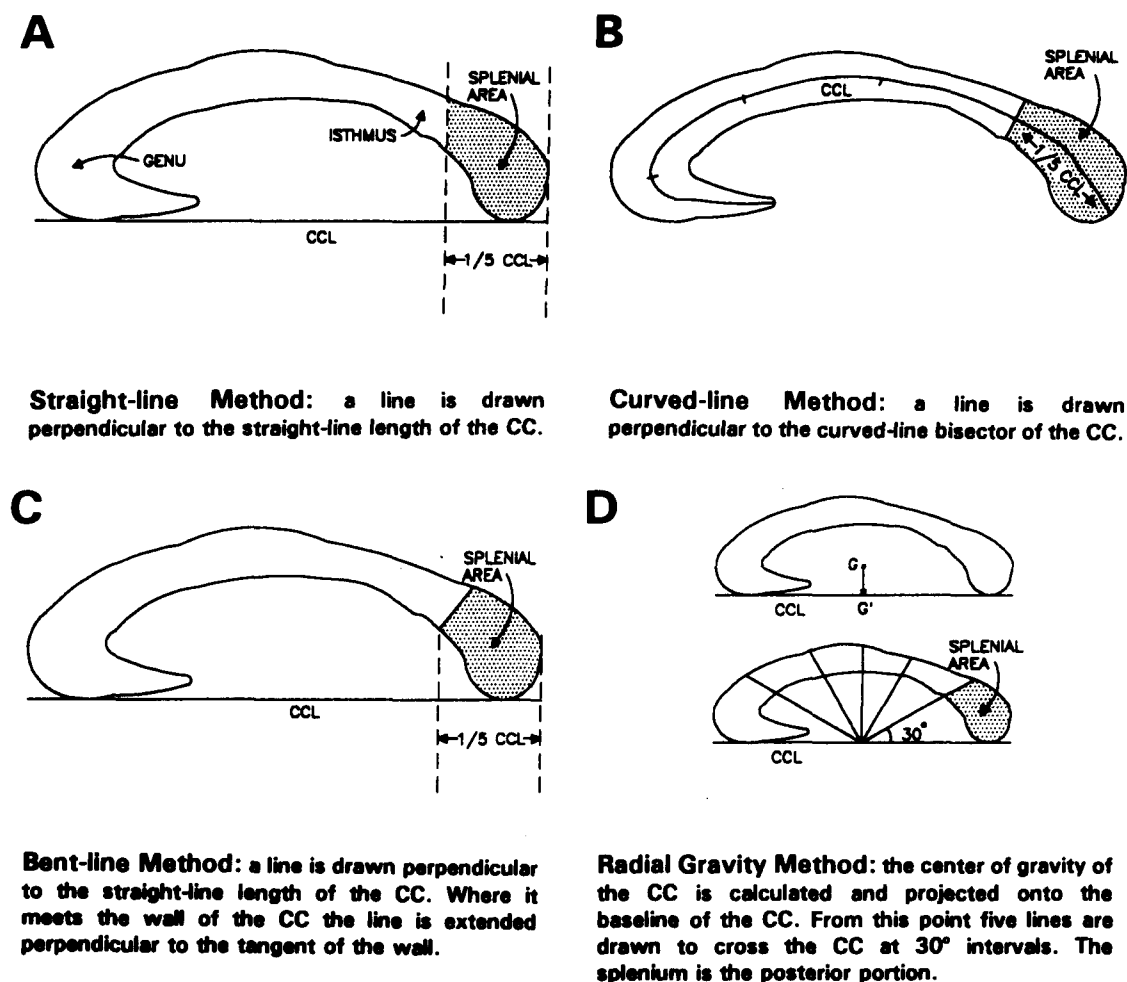 A
SPLENIAL
AREA
ISTHMUS
GENU
CCL
1/5 CCL
Straight-line Method: a line is drawn
perpendicular to the straight-line length of the CC.
B
SPLENIAL
AREA
CCL
1/5 CCL
Curved-line Method: a line is drawn
perpendicular to the curved-line bisector of the CC.
C
SPLENIAL
AREA
CCL
1/5 CCL
Bent-line Method: a line is drawn perpendicular
to the straight-line length of the CC. Where it
meets the wall of the CC the line is extended
perpendicular to the tangent of the wall.
D
G
CCL
G'
SPLENIAL
AREA
30°
CCL
Radial Gravity Method: the center of gravity of
the CC is calculated and projected onto the
baseline of the CC. From this point five lines are
drawn to cross the CC at 30° intervals. The
splenium is the posterior portion.